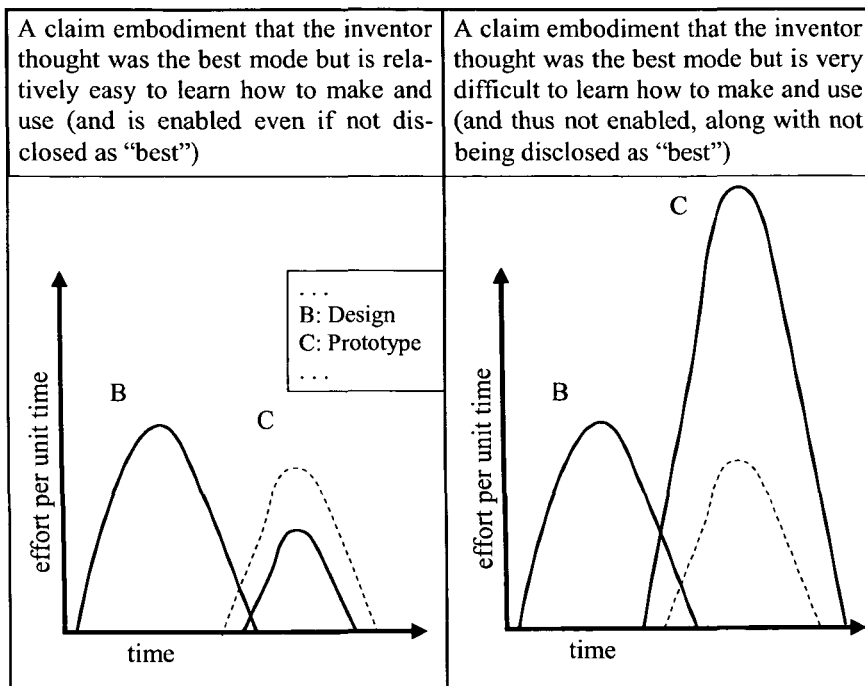 A claim embodiment that the inventor
thought was the best mode but is rela-
tively easy to learn how to make and
use (and is enabled even if not dis-
closed as "best")
. . .
B: Design
C: Prototype
. . .
B
C
effort per unit time
time
A claim embodiment that the inventor
thought was the best mode but is very
difficult to learn how to make and use
(and thus not enabled, along with not
being disclosed as "best")
C
B
effort per unit time
time